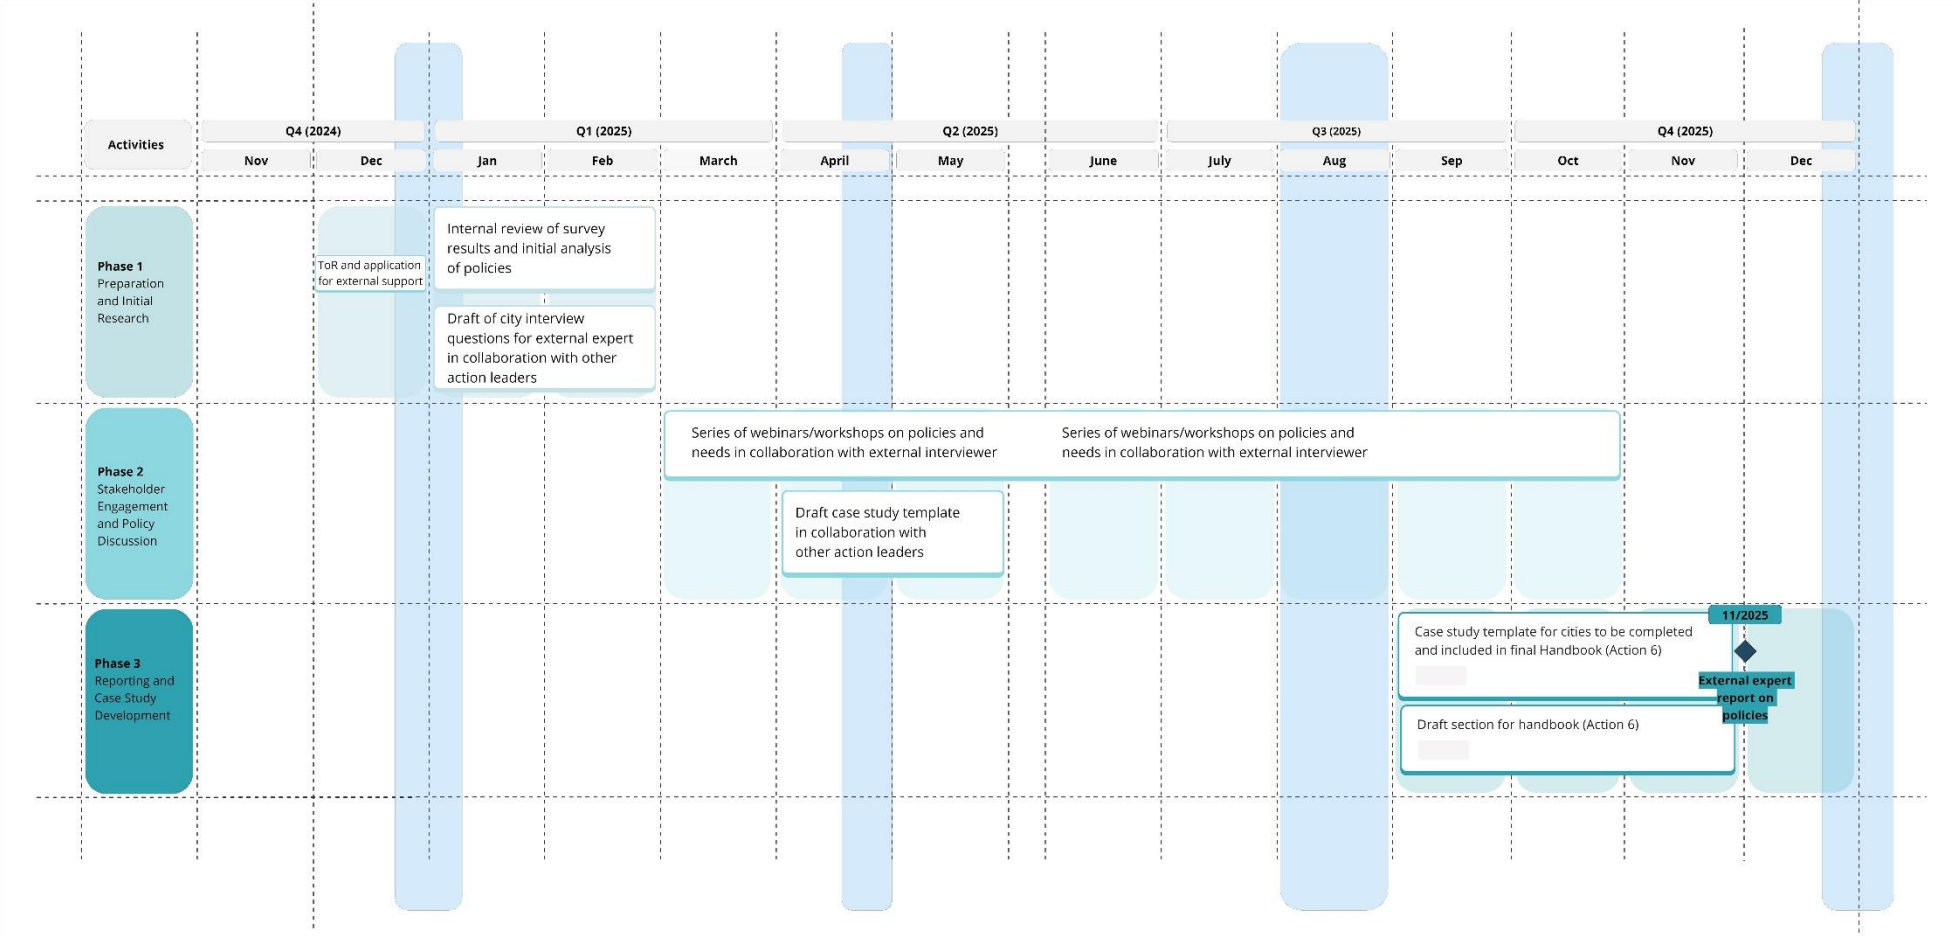 Activities
Q4 (2024)
Q1 (2025)
Q2 (2025)
Q3 (2025)
Q4 (2025)
Nov
Dec
Jan
Feb
March
April
May
June
July
Aug
Sep
Oct
Nov
Dec
Phase 1
Preparation
and Initial
Research
ToR and application
for external support
Internal review of survey
results and initial analysis
of policies
Draft of city interview
questions for external expert
in collaboration with other
action leaders
Phase 2
Stakeholder
Engagement
and Policy
Discussion
Series of webinars/workshops on policies and
needs in collaboration with external interviewer
Series of webinars/workshops on policies and
needs in collaboration with external interviewer
Draft case study template
in collaboration with
other action leaders
Phase 3
Reporting and
Case Study
Development
Case study template for cities to be completed
and included in final Handbook (Action 6)
Draft section for handbook (Action 6)
11/2025
External expert
report on
policies